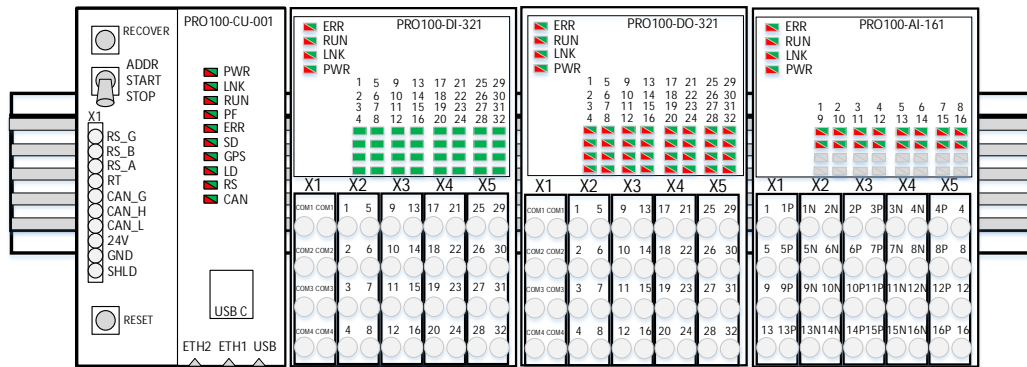 PRO100-CU-001
RECOVER
ADDR
START
STOP
X1
RS_G
RS_B
RS_A
RT
CAN_G
CAN_H
CAN_L
24V
GND
SHLD
RESET
PWR
LNK
RUN
PF
ERR
SD
GPS
LD
RS
CAN
USB C
ETH2 ETH1 USB
PRO100-DI-321
ERR
RUN
LNK
PWR
1 5 9 13 17 21 25 29
2 6 10 14 18 22 26 30
3 7 11 15 19 23 27 31
4 8 12 16 20 24 28 32
X1 X2 X3 X4 X5
COM1 COM1 1 5 9 13 17 21 25 29
COM2 COM2 2 6 10 14 18 22 26 30
COM3 COM3 3 7 11 15 19 23 27 31
COM4 COM4 4 8 12 16 20 24 28 32
PRO100-DO-321
ERR
RUN
LNK
PWR
1 5 9 13 17 21 25 29
2 6 10 14 18 22 26 30
3 7 11 15 19 23 27 31
4 8 12 16 20 24 28 32
X1 X2 X3 X4 X5
COM1 COM1 1 5 9 13 17 21 25 29
COM2 COM2 2 6 10 14 18 22 26 30
COM3 COM3 3 7 11 15 19 23 27 31
COM4 COM4 4 8 12 16 20 24 28 32
PRO100-AI-161
ERR
RUN
LNK
PWR
1 2 3 4 5 6 7 8
9 10 11 12 13 14 15 16
X1 X2 X3 X4 X5
1 1P 1N 2N 2P 3P 3N 4N 4P 4
5 5P 5N 6N 6P 7P 7N 8N 8P 8
9 9P 9N 10N 10P 11P 11N 12N 12P 12
13 13P 13N 14N 14P 15P 15N 16N 16P 16